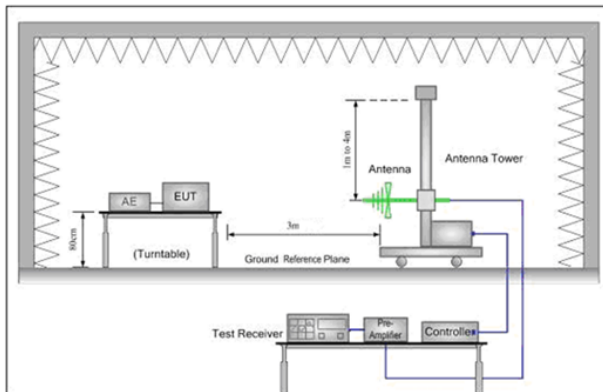 1m to 4m
Antenna
Antenna Tower
AE
EUT
80cm
(Turntable)
3m
Ground Reference Plane
Test Receiver
Pre-
Amplifier
Controller